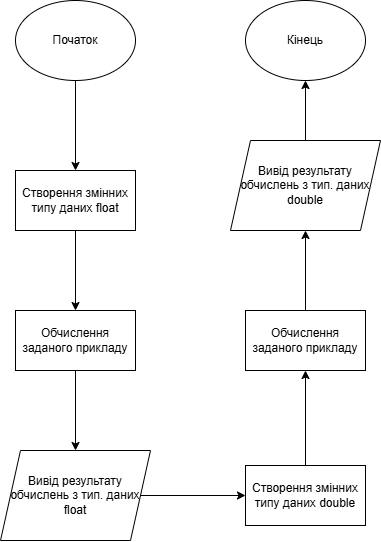 Початок
Створення змінних
типу даних float
Обчислення
заданого прикладу
Вивід результату
обчислень з тип. даних
float
Створення змінних
типу даних double
Обчислення
заданого прикладу
Вивід результату
обчислень з тип. даних
double
Кінець